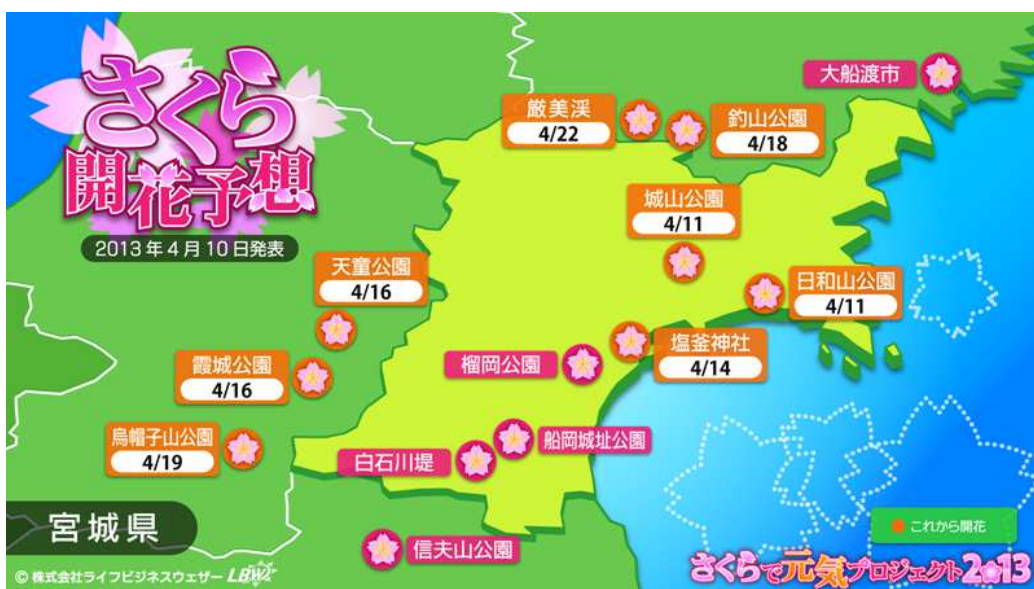 さくら
開花予想
2013年4月10日発表
大船渡市
厳美渓
4/22
釣山公園
4/18
城山公園
4/11
天童公園
4/16
日和山公園
4/11
塩釜神社
4/14
榴岡公園
霞城公園
4/16
烏帽子山公園
4/19
船岡城址公園
白石川堤
信夫山公園
宮城県
これから開花
© 株式会社ライフビジネスウェザー LBW
さくらで元気プロジェクト2013